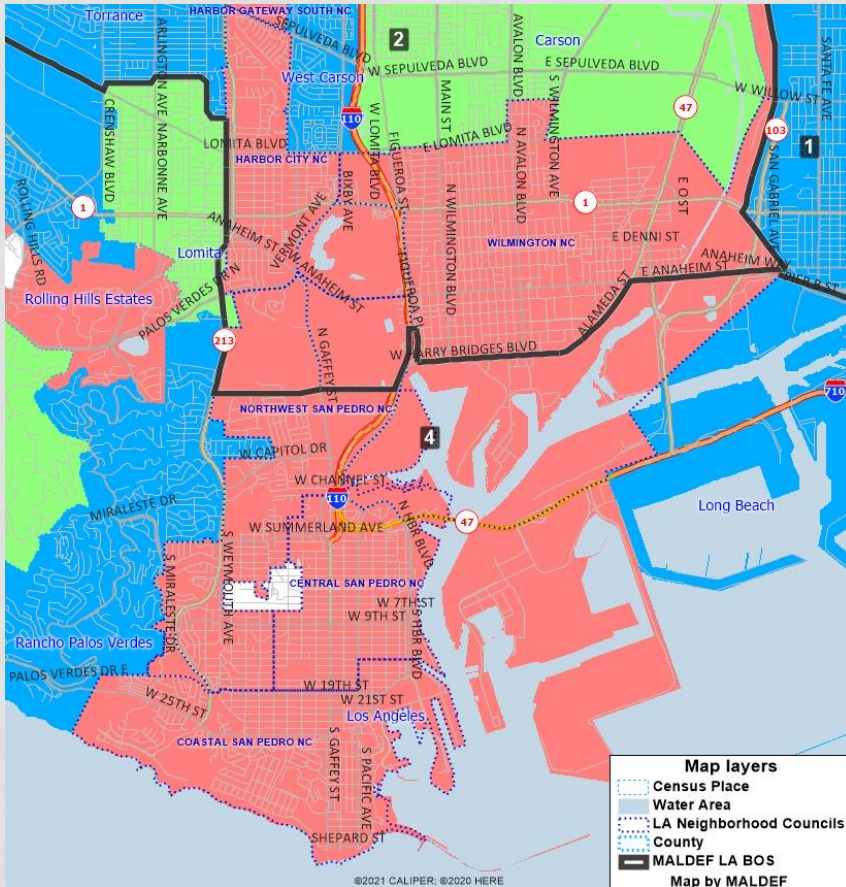 HARBOR GATEWAY SOUTH NC
Torrance
SEPULVEDA BLVD
ARLINGTON AVE
2
AVALON BLVD
Carson
SANTA FE AVE
West Carson
W SEPULVEDA BLVD
E SEPULVEDA BLVD
MAIN ST
S WILMINGTON AVE
W WILLOW ST
CRENSHAW BLVD
NARBONNE AVE
110
W LOMITA BLVD
FIGUEROA ST
47
103
LOMITA BLVD
E LOMITA BLVD
N AVALON BLVD
1
HARBOR CITY NC
BIXBY AVE
SAN GABRIEL AVE
ROLLING HILLS RD
1
VERMONT AVE
N WILMINGTON BLVD
1
E O ST
ANAHEIM ST
W ANAHEIM ST
WILMINGTON NC
E DENNI ST
Lomita
FIGUEROA PL
ANAHEIM WAY
E ANAHEIM ST
PIER B ST
Rolling Hills Estates
PALOS VERDES DR N
ALAMEDA ST
213
N GAFFEY ST
W HARRY BRIDGES BLVD
710
NORTHWEST SAN PEDRO NC
4
W CAPITOL DR
W CHANNEL ST
MIRALESTE DR
110
N HBR BLVD
47
Long Beach
W SUMMERLAND AVE
S WEYMOUTH AVE
S MIRALESTE DR
CENTRAL SAN PEDRO NC
W 7TH ST
W 9TH ST
S HBR BLVD
Rancho Palos Verdes
PALOS VERDES DR E
W 19TH ST
W 25TH ST
W 21ST ST
Los Angeles
COASTAL SAN PEDRO NC
S GAFFEY ST
S PACIFIC AVE
SHEPARD ST
Map layers
Census Place
Water Area
LA Neighborhood Councils
County
MALDEF LA BOS
Map by MALDEF
©2021 CALIPER; ©2020 HERE